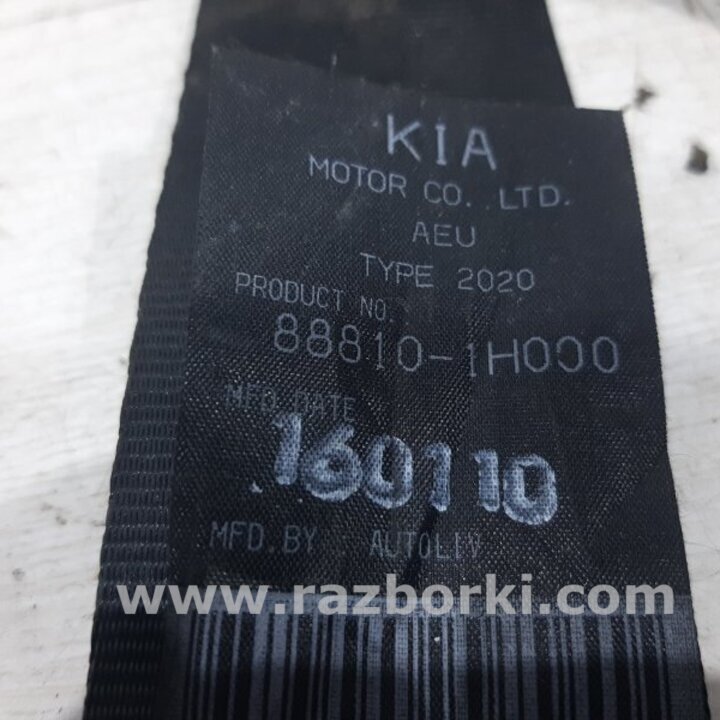 KIA
MOTOR CO. LTD.
AEU
TYPE 2020
PRODUCT NO.
88810-1H000
MFD.DATE
160110
MFD.BY AUTOLIV
www.razborki.com